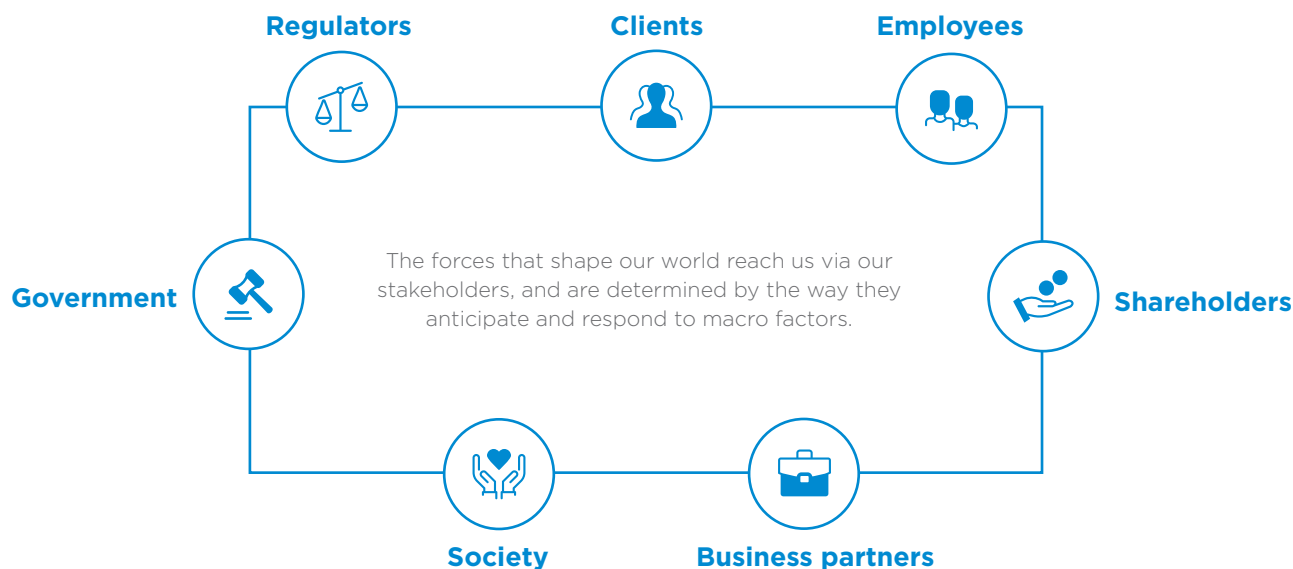 Regulators
Clients
Employees
Government
The forces that shape our world reach us via our
stakeholders, and are determined by the way they
anticipate and respond to macro factors.
Shareholders
Society
Business partners